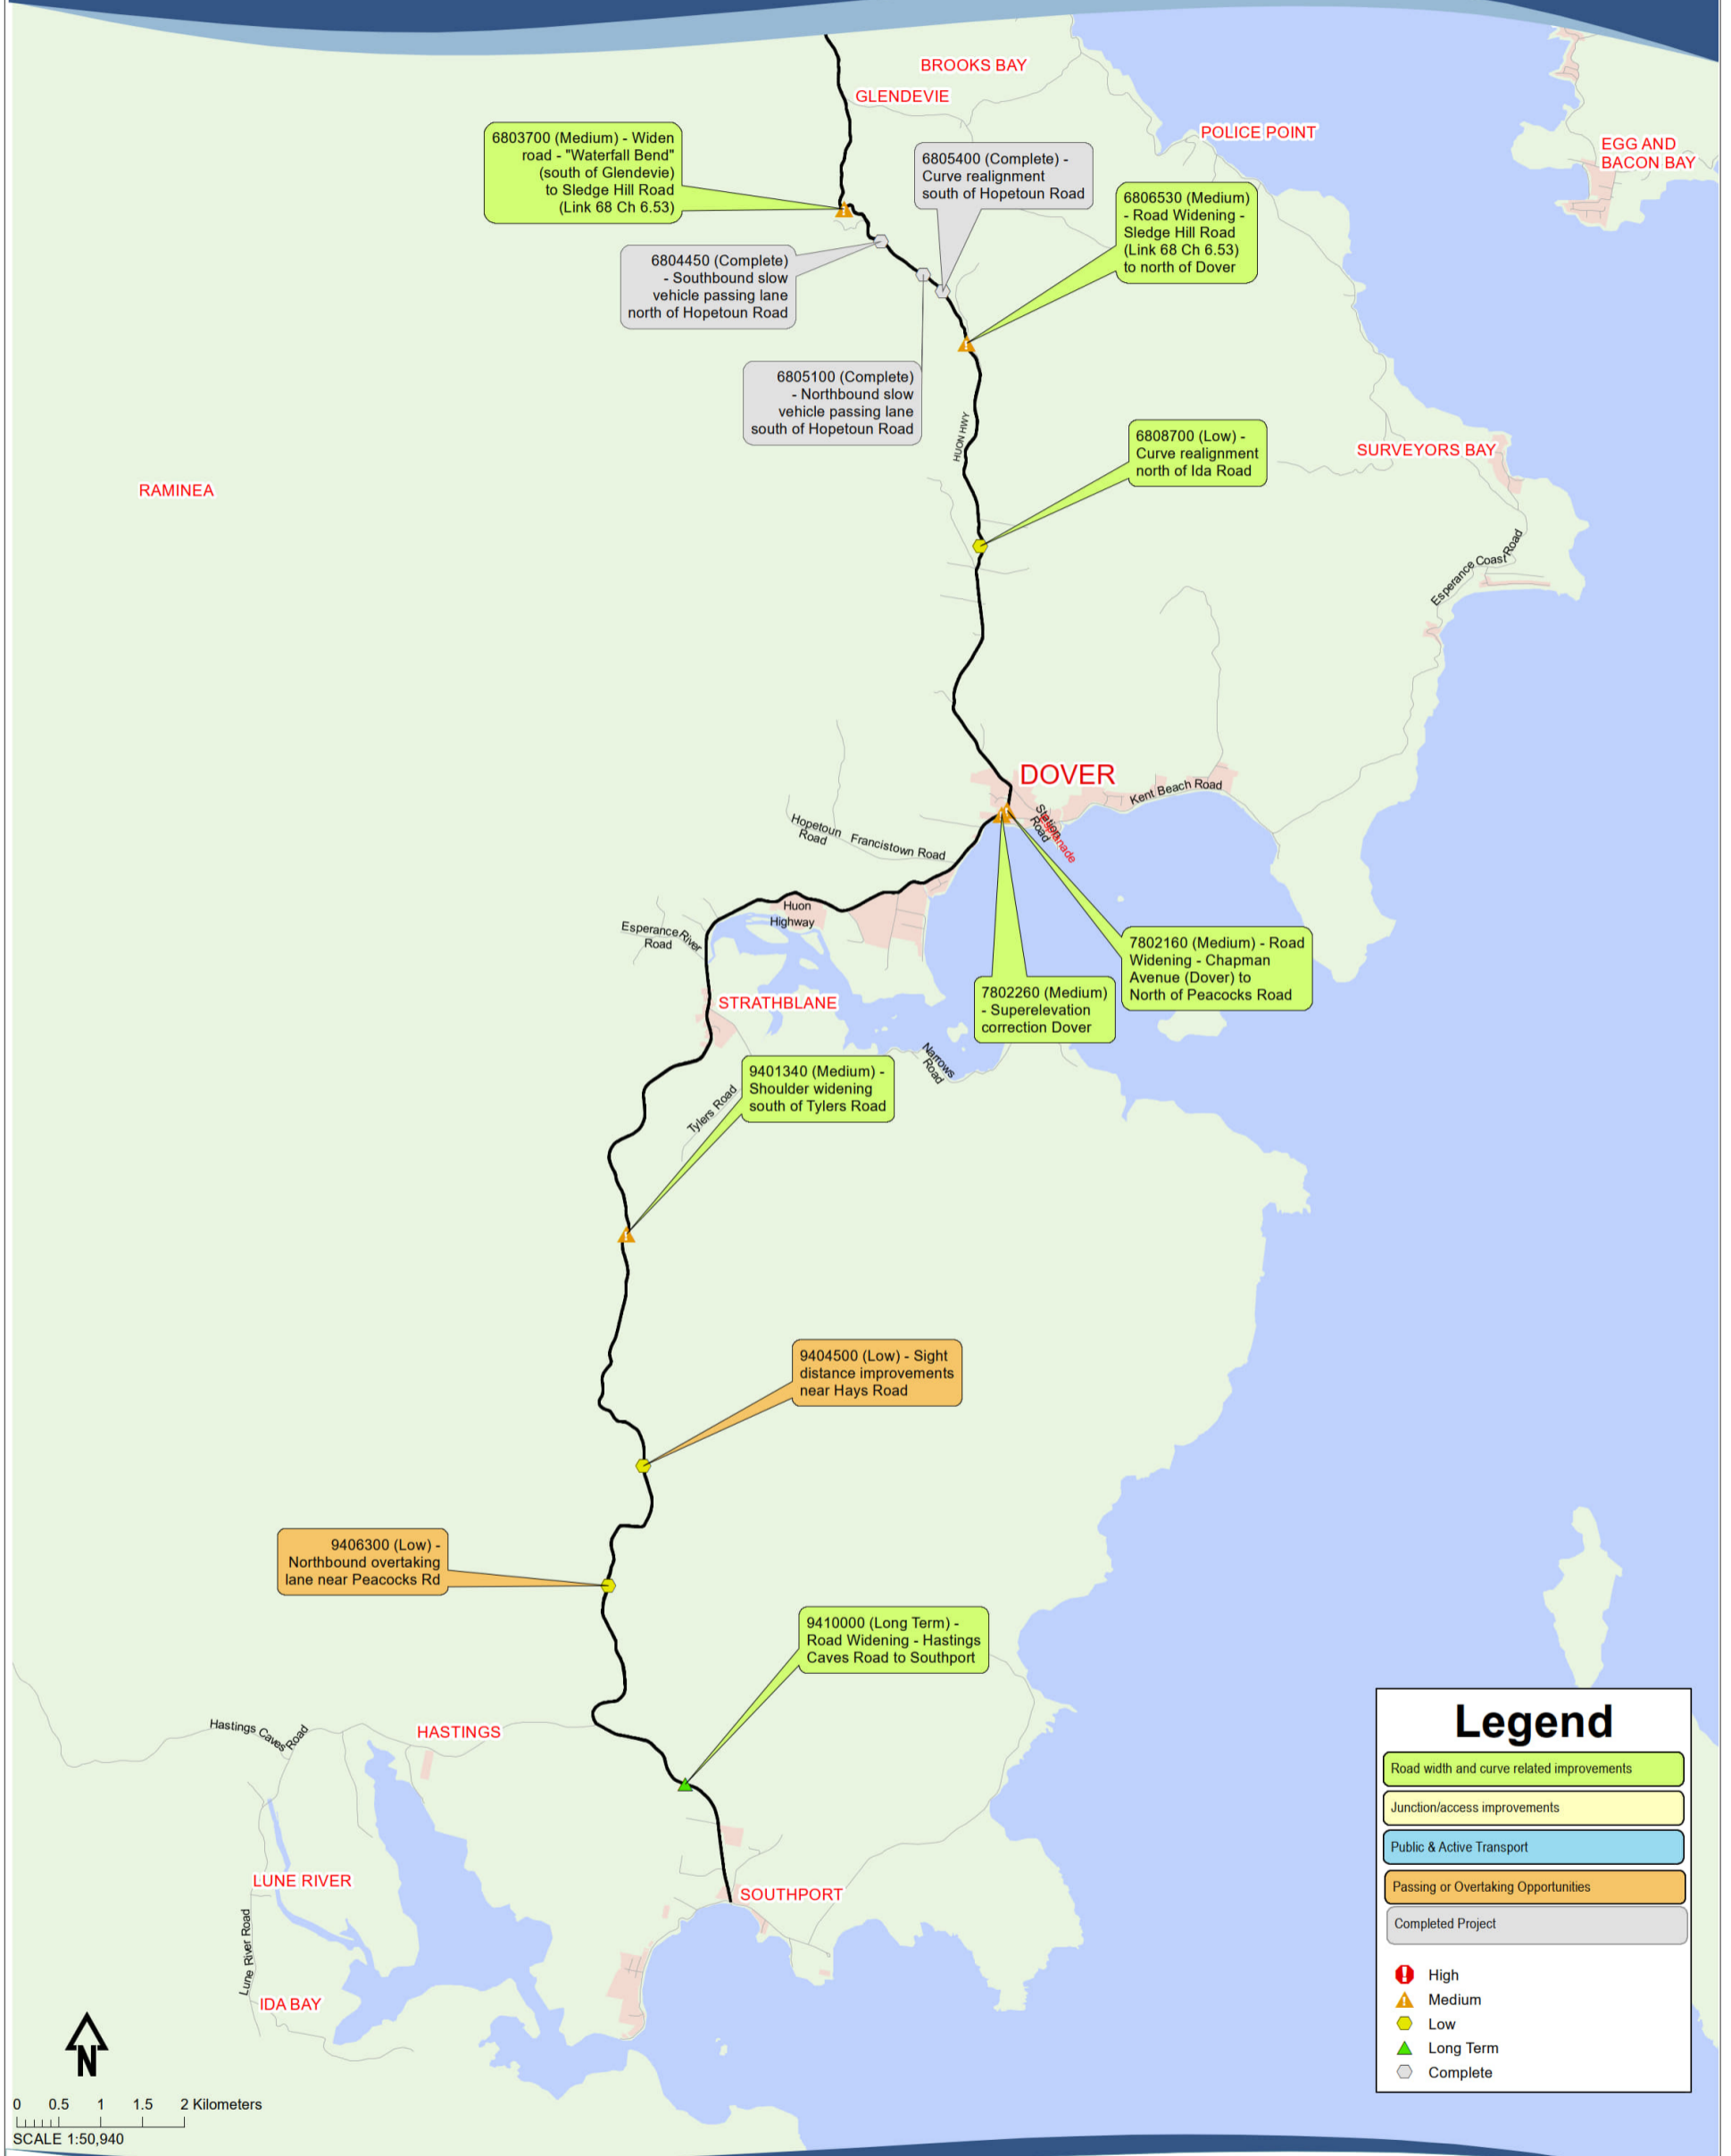 BROOKS BAY
GLENDEVIE
POLICE POINT
EGG AND
BACON BAY
6803700 (Medium) - Widen
road - "Waterfall Bend"
(south of Glendevie)
to Sledge Hill Road
(Link 68 Ch 6.53)
6805400 (Complete) -
Curve realignment
south of Hopetoun Road
6806530 (Medium)
- Road Widening -
Sledge Hill Road
(Link 68 Ch 6.53)
to north of Dover
6804450 (Complete)
- Southbound slow
vehicle passing lane
north of Hopetoun Road
6805100 (Complete)
- Northbound slow
vehicle passing lane
south of Hopetoun Road
HUON HWY
6808700 (Low) -
Curve realignment
north of Ida Road
SURVEYORS BAY
RAMINEA
Esperance Coast Road
DOVER
Kent Beach Road
Station
Road
Esplanade
Hopetoun
Road
Francistown Road
Huon
Highway
Esperance River
Road
7802160 (Medium) - Road
Widening - Chapman
Avenue (Dover) to
North of Peacocks Road
7802260 (Medium)
- Superelevation
correction Dover
STRATHBLANE
Narrows
Road
9401340 (Medium) -
Shoulder widening
south of Tylers Road
Tylers Road
9404500 (Low) - Sight
distance improvements
near Hays Road
9406300 (Low) -
Northbound overtaking
lane near Peacocks Rd
9410000 (Long Term) -
Road Widening - Hastings
Caves Road to Southport
Hastings Caves Road
HASTINGS
LUNE RIVER
SOUTHPORT
Lune River Road
IDA BAY
N
0 0.5 1 1.5 2 Kilometers
SCALE 1:50,940
Legend
Road width and curve related improvements
Junction/access improvements
Public & Active Transport
Passing or Overtaking Opportunities
Completed Project
High
Medium
Low
Long Term
Complete